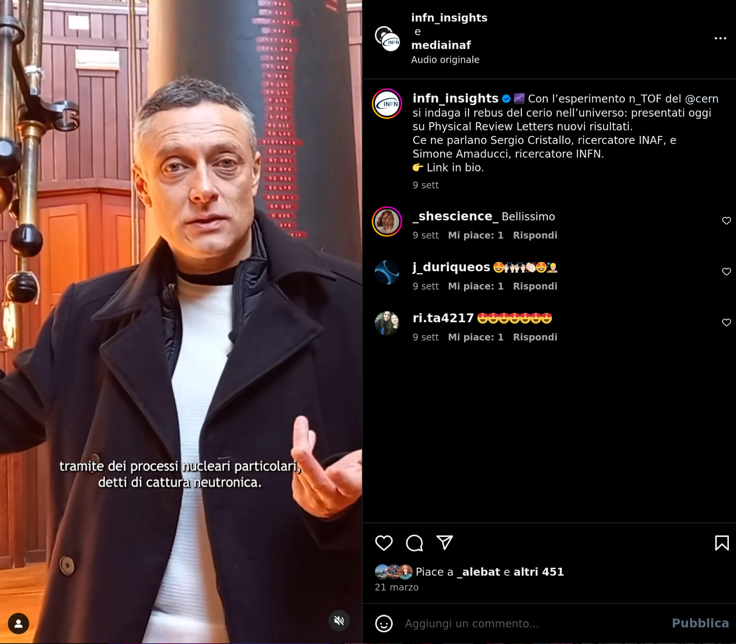 infn_insights
e
mediainaf
Audio originale
infn_insights Con l'esperimento n_TOF del @cern
si indaga il rebus del cerio nell'universo: presentati oggi
su Physical Review Letters nuovi risultati.
Ce ne parlano Sergio Cristallo, ricercatore INAF, e
Simone Amaducci, ricercatore INFN.
👉 Link in bio.
9 sett
_shescience_ Bellissimo
9 sett Mi piace: 1 Rispondi
j_duriqueos
9 sett Mi piace: 1 Rispondi
ri.ta4217 😍😍😍😍😍😍😍
9 sett Mi piace: 1 Rispondi
tramite dei processi nucleari particolari,
detti di cattura neutronica.
Piace a _alebat e altri 451
21 marzo
Aggiungi un commento... Pubblica